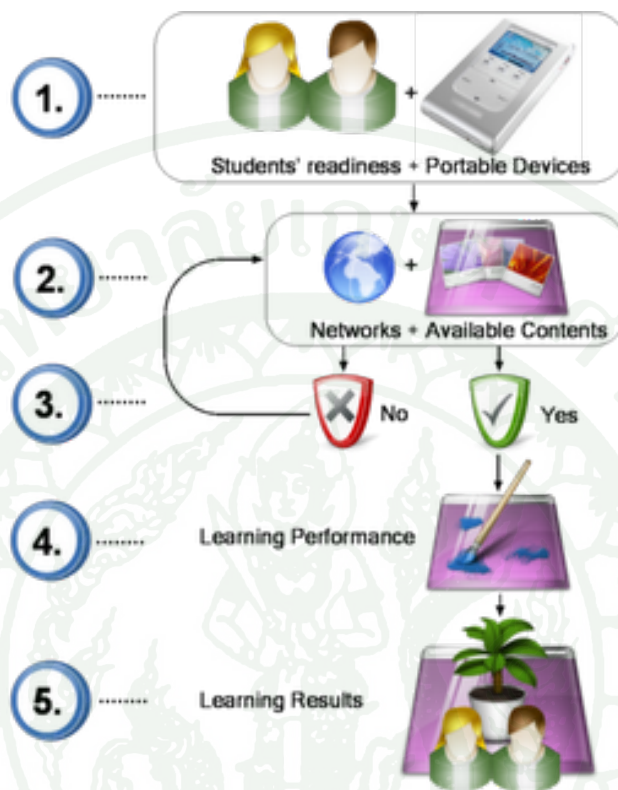 1.
Students' readiness + Portable Devices
2.
Networks + Available Contents
3.
No
Yes
4.
Learning Performance
5.
Learning Results